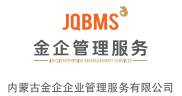 JQBMS
金企管理服务
JIN QI ENTERPRISE MANAGEMENT SERVICES
内蒙古金企企业管理服务有限公司